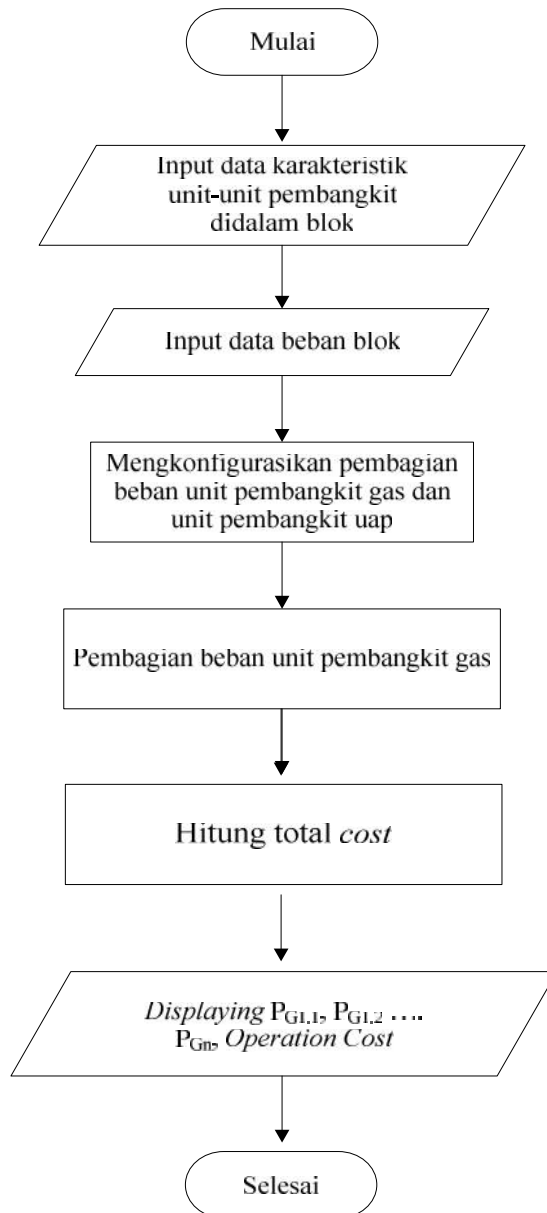 Mulai
Input data karakteristik
unit-unit pembangkit
didalam blok
Input data beban blok
Mengkonfigurasikan pembagian
beban unit pembangkit gas dan
unit pembangkit uap
Pembagian beban unit pembangkit gas
Hitung total cost
Displaying PG1,1, PG1,2 ....
PGn, Operation Cost
Selesai